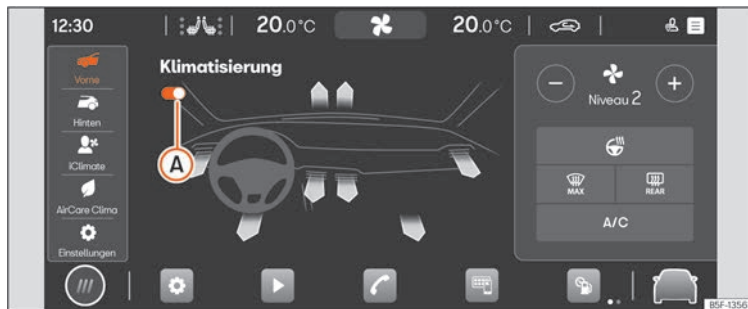 12:30
20.0°C
20.0°C
Klimatisierung
Vorne
Hinten
iClimate
AirCare Clima
Einstellungen
A
Niveau 2
MAX
REAR
A/C
B5F-1356